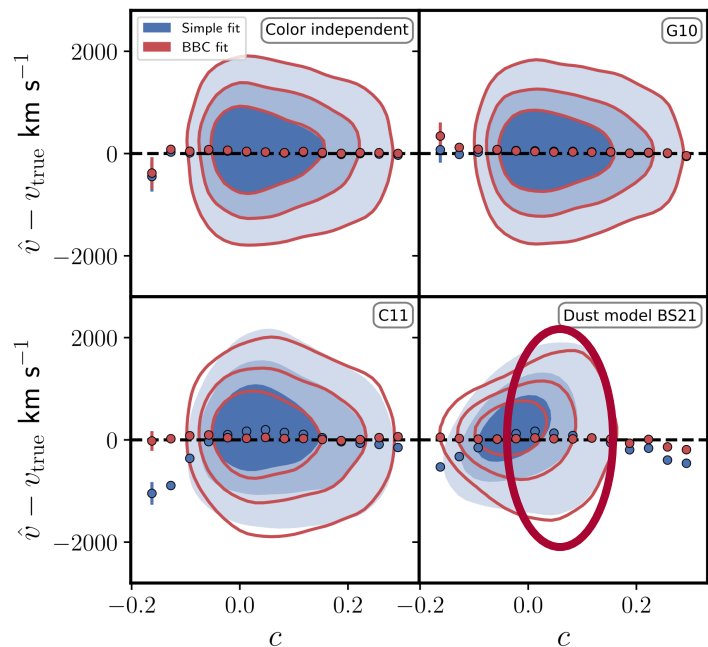 Simple fit
BBC fit
Color independent
G10
2000
0
−2000
v̂ − v_true km s⁻¹
C11
Dust model BS21
2000
0
−2000
v̂ − v_true km s⁻¹
−0.2 0.0 0.2 −0.2 0.0 0.2
c c